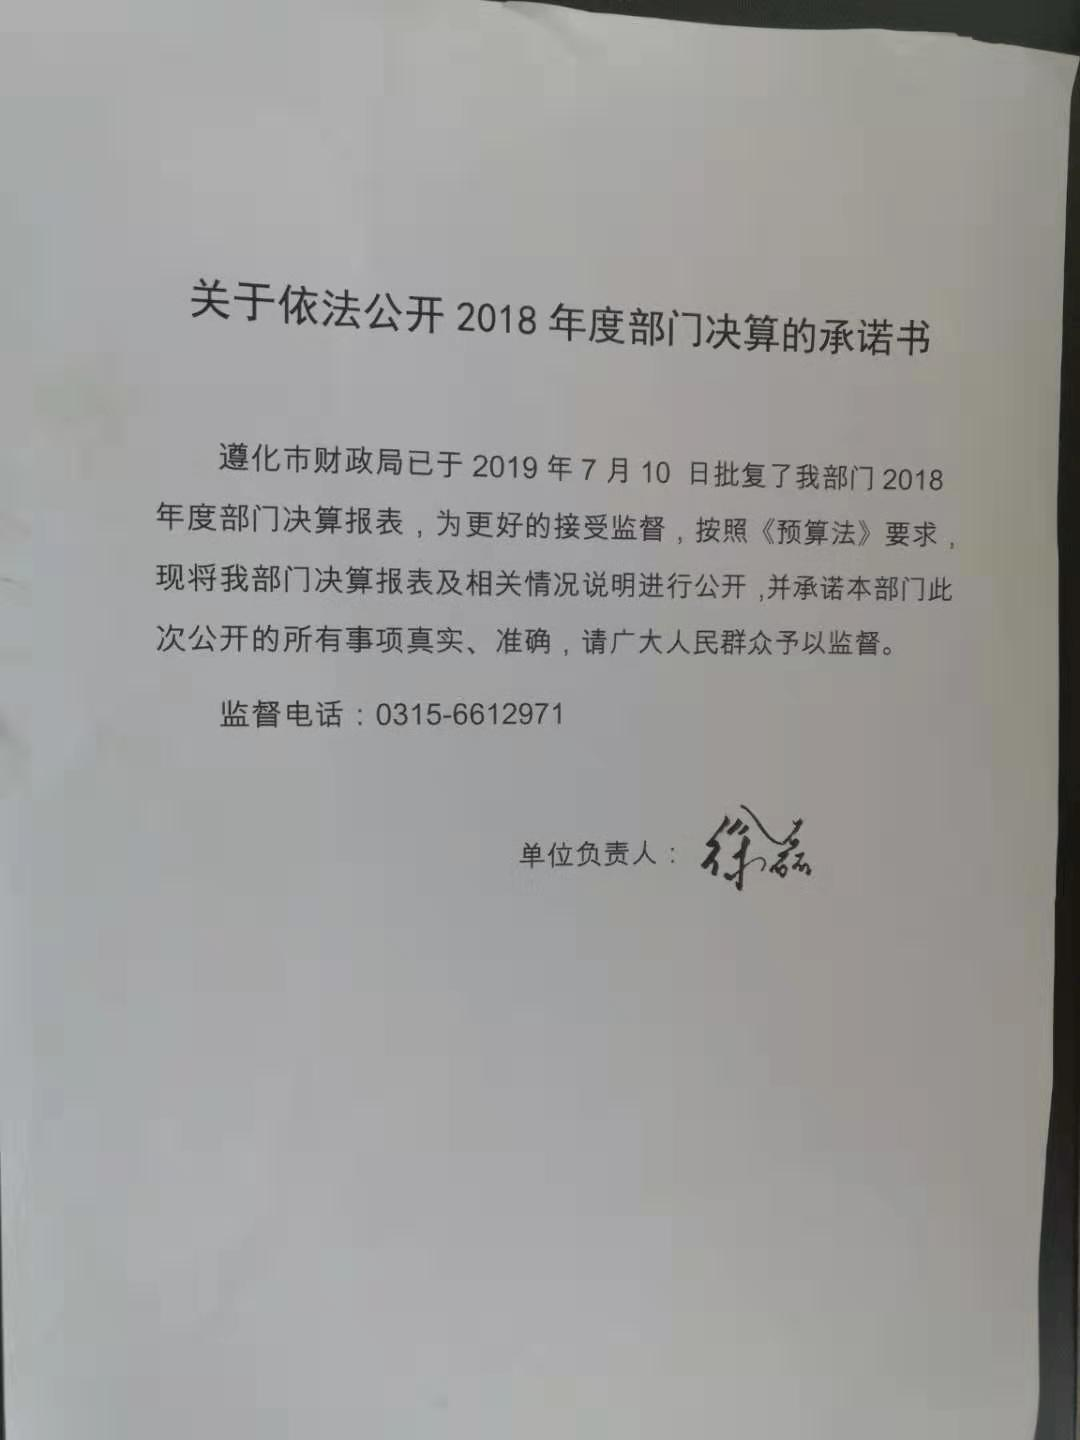 关于依法公开 2018 年度部门决算的承诺书
遵化市财政局已于 2019 年 7 月 10 日批复了我部门 2018
年度部门决算报表，为更好的接受监督，按照《预算法》要求，
现将我部门决算报表及相关情况说明进行公开，并承诺本部门此
次公开的所有事项真实、准确，请广大人民群众予以监督。
监督电话：0315-6612971
单位负责人：徐磊